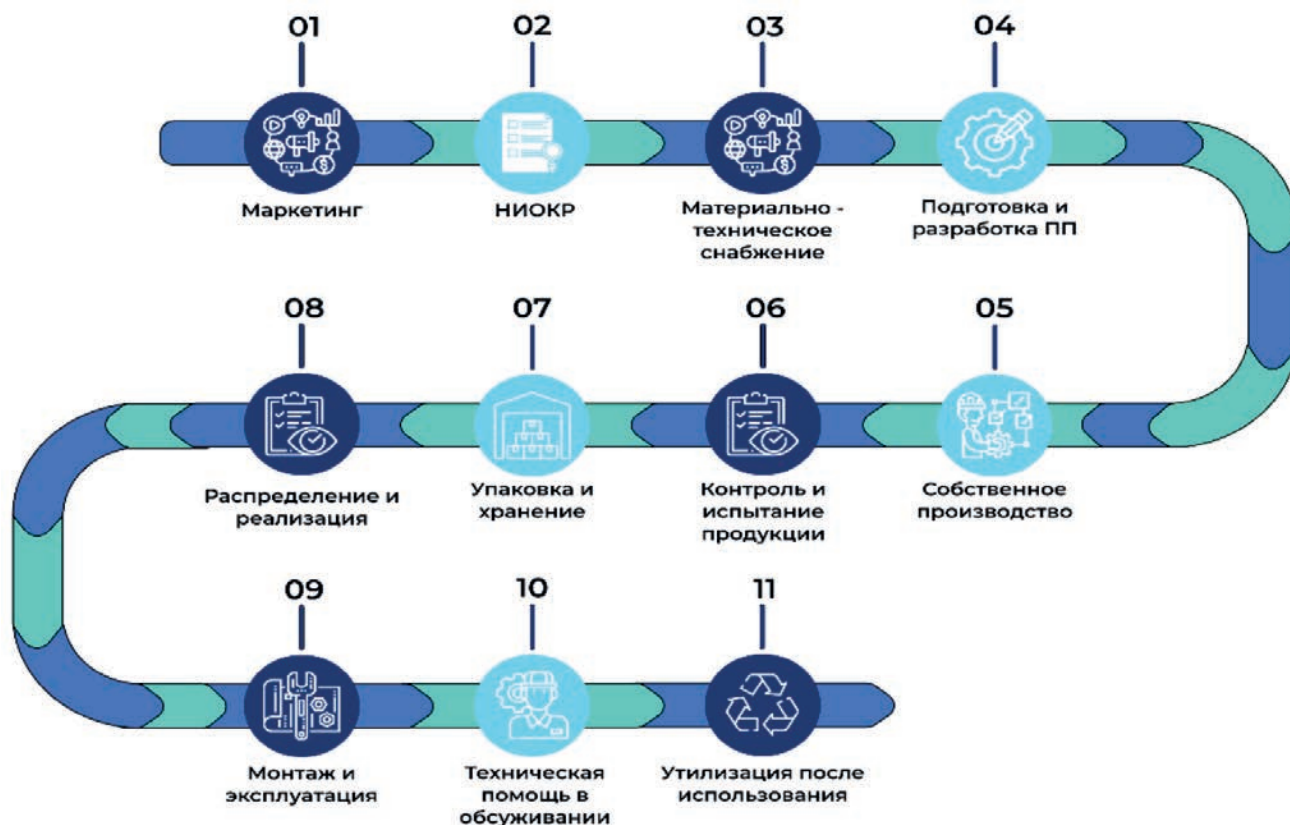 01
Маркетинг
02
НИОКР
03
Материально -
техническое
снабжение
04
Подготовка и
разработка ПП
05
Собственное
производство
06
Контроль и
испытание
продукции
07
Упаковка и
хранение
08
Распределение и
реализация
09
Монтаж и
эксплуатация
10
Техническая
помощь в
обсуживании
11
Утилизация после
использования